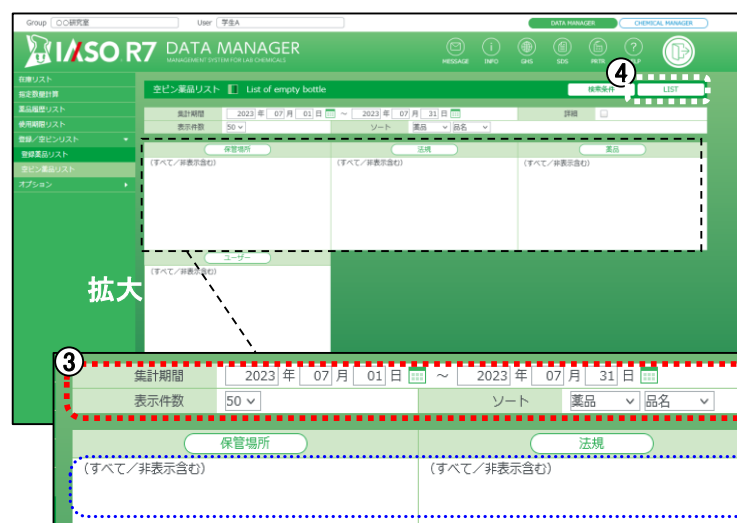 Group ○○研究室 User 学生A DATA MANAGER CHEMICAL MANAGER
IASO R7 DATA MANAGER
MANAGEMENT SYSTEM FOR LAB CHEMICALS
MESSAGE INFO GHS SDS PRTR
在庫リスト
指定数量計算
薬品履歴リスト
使用期限リスト
登録/空ビンリスト
登録薬品リスト
空ビン薬品リスト
オプション
④
空ビン薬品リスト List of empty bottle 検索条件 LIST
集計期間 2023 年 07 月 01 日 ~ 2023 年 07 月 31 日 詳細
表示件数 50 ソート 薬品 品名
保管場所 法規 薬品
(すべて/非表示含む) (すべて/非表示含む) (すべて/非表示含む)
ユーザー
(すべて/非表示含む)
拡大
③
集計期間 2023 年 07 月 01 日 ~ 2023 年 07 月 31 日
表示件数 50 ソート 薬品 品名
保管場所 法規
(すべて/非表示含む) (すべて/非表示含む)